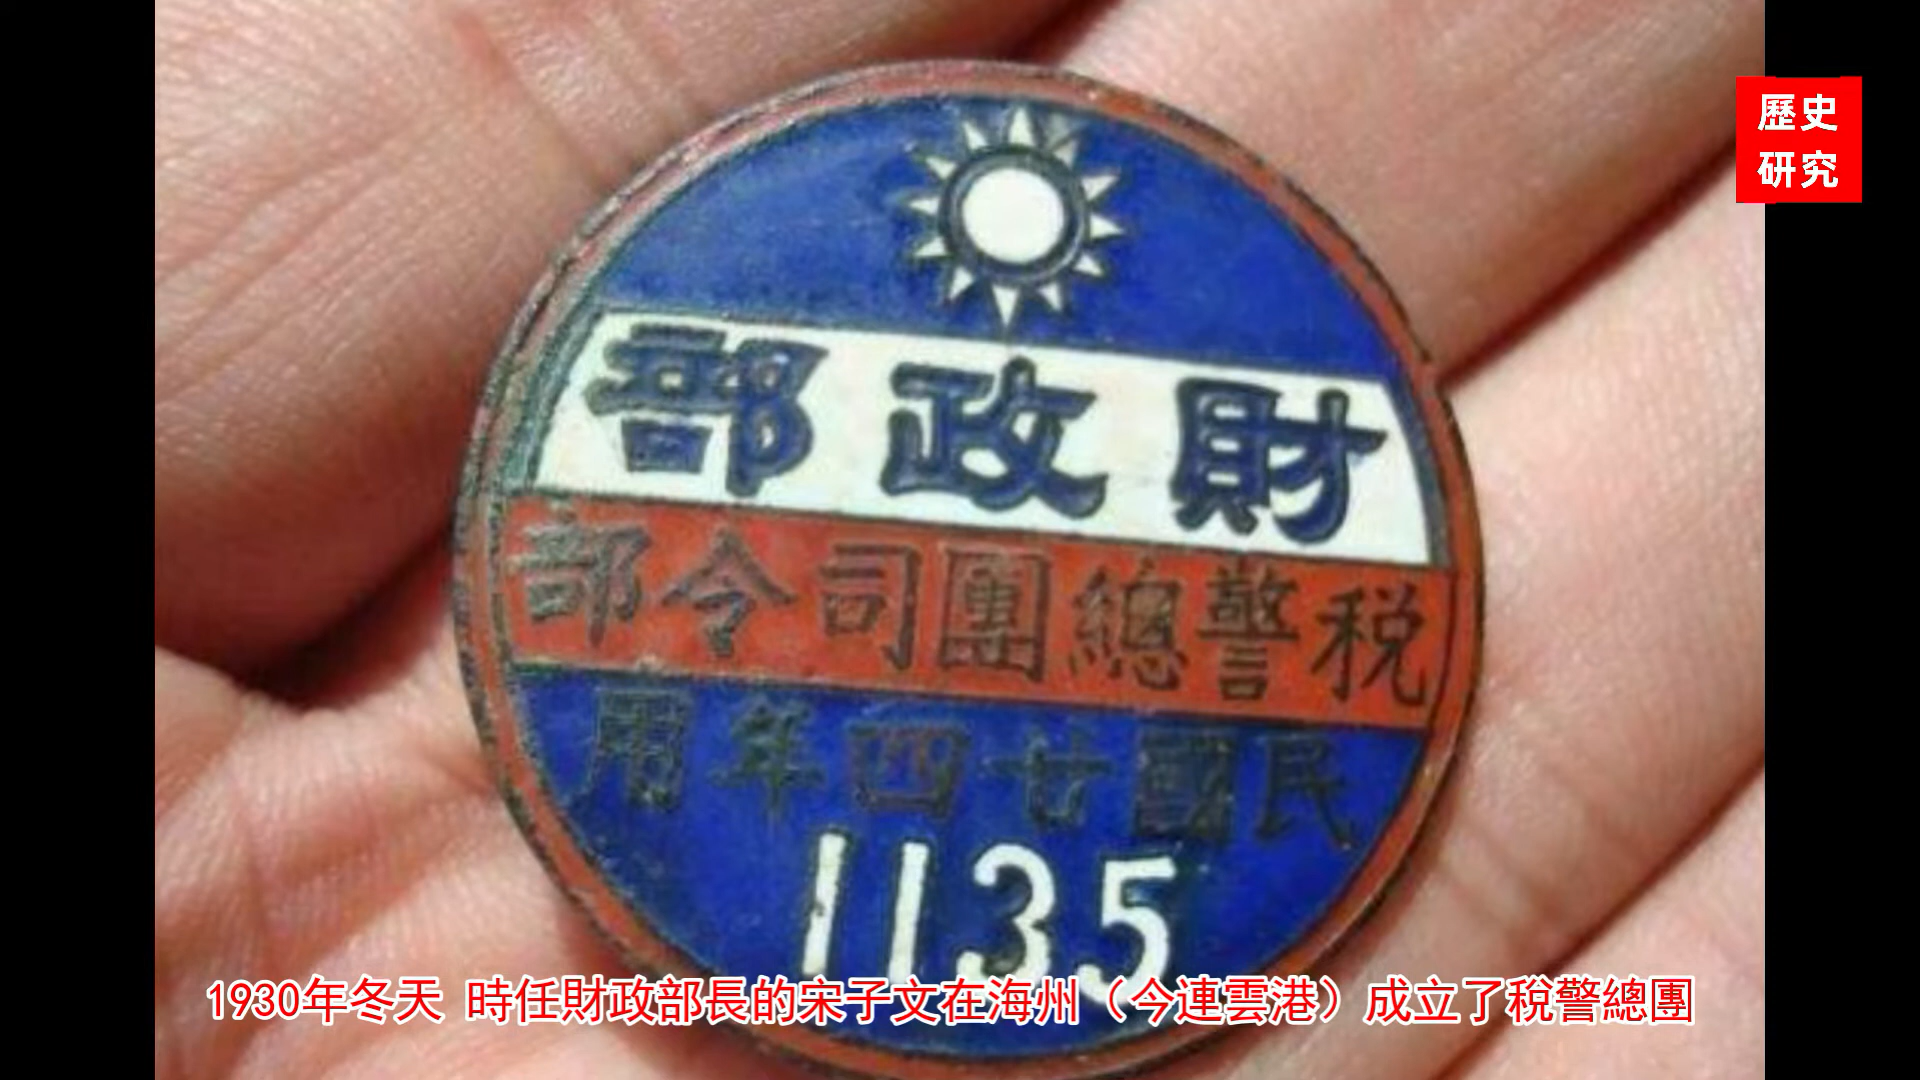 歷史
研究
財政部
税警總團司令部
民國廿四年用
1135
1930年冬天 時任財政部長的宋子文在海州（今連雲港）成立了稅警總團